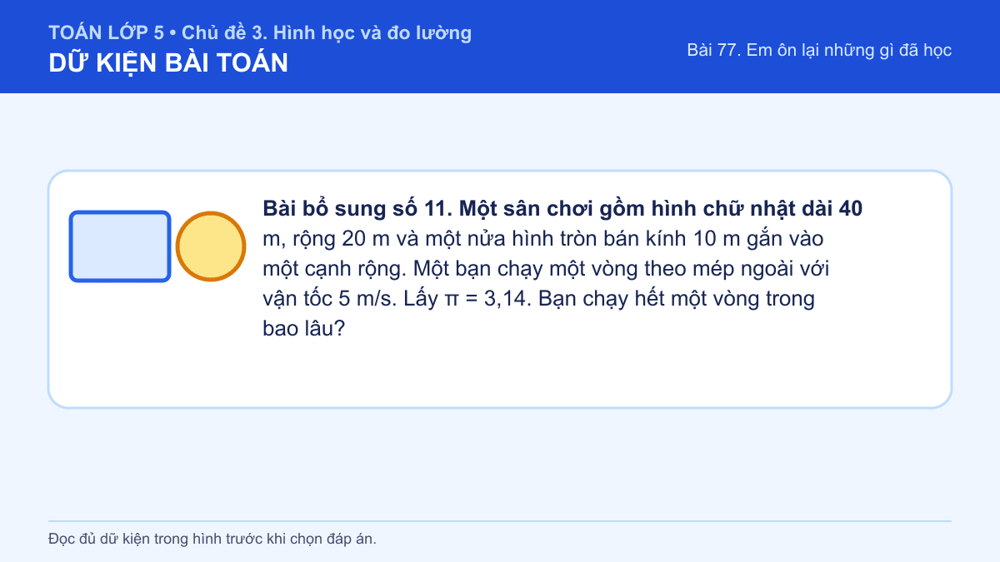 TOÁN LỚP 5 • Chủ đề 3. Hình học và đo lường
DỮ KIỆN BÀI TOÁN
Bài 77. Em ôn lại những gì đã học
Bài bổ sung số 11. Một sân chơi gồm hình chữ nhật dài 40
m, rộng 20 m và một nửa hình tròn bán kính 10 m gắn vào
một cạnh rộng. Một bạn chạy một vòng theo mép ngoài với
vận tốc 5 m/s. Lấy π = 3,14. Bạn chạy hết một vòng trong
bao lâu?
Đọc đủ dữ kiện trong hình trước khi chọn đáp án.